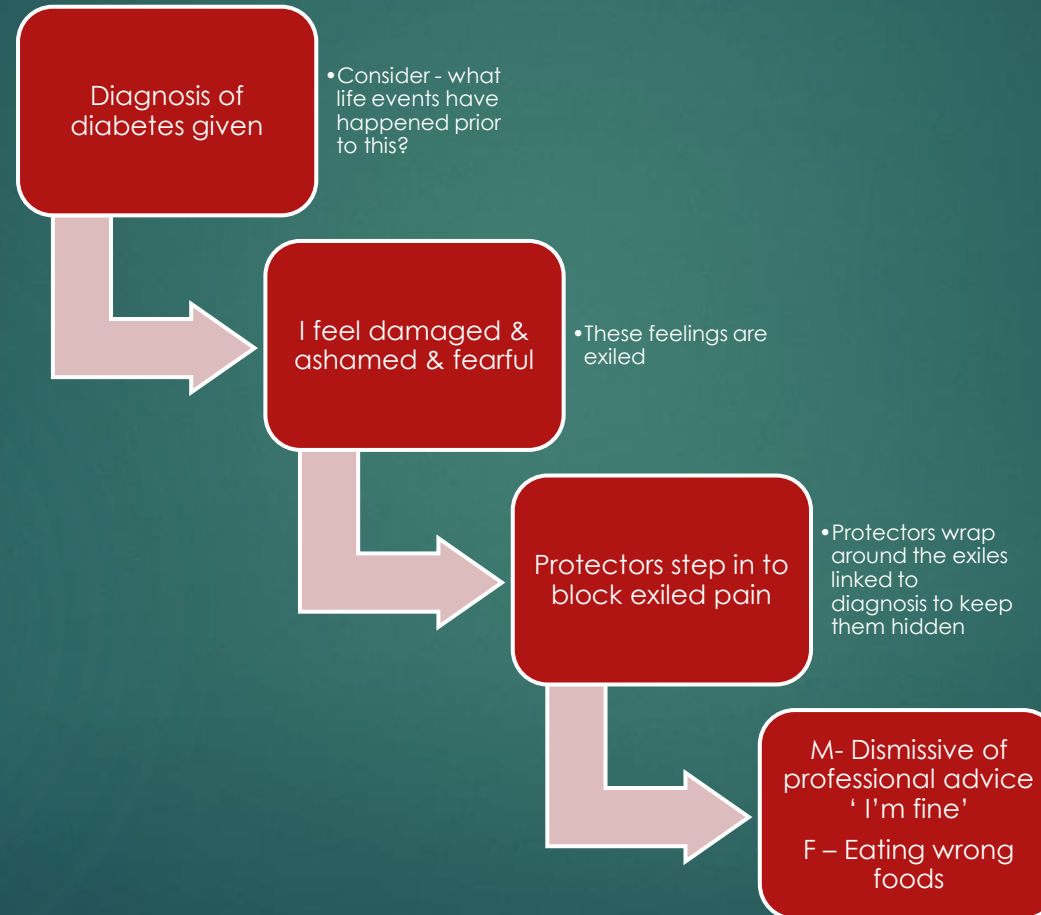 Diagnosis of
diabetes given
•Consider - what
life events have
happened prior
to this?
I feel damaged &
ashamed & fearful
•These feelings are
exiled
Protectors step in to
block exiled pain
•Protectors wrap
around the exiles
linked to
diagnosis to keep
them hidden
M- Dismissive of
professional advice
‘ I’m fine’
F – Eating wrong
foods